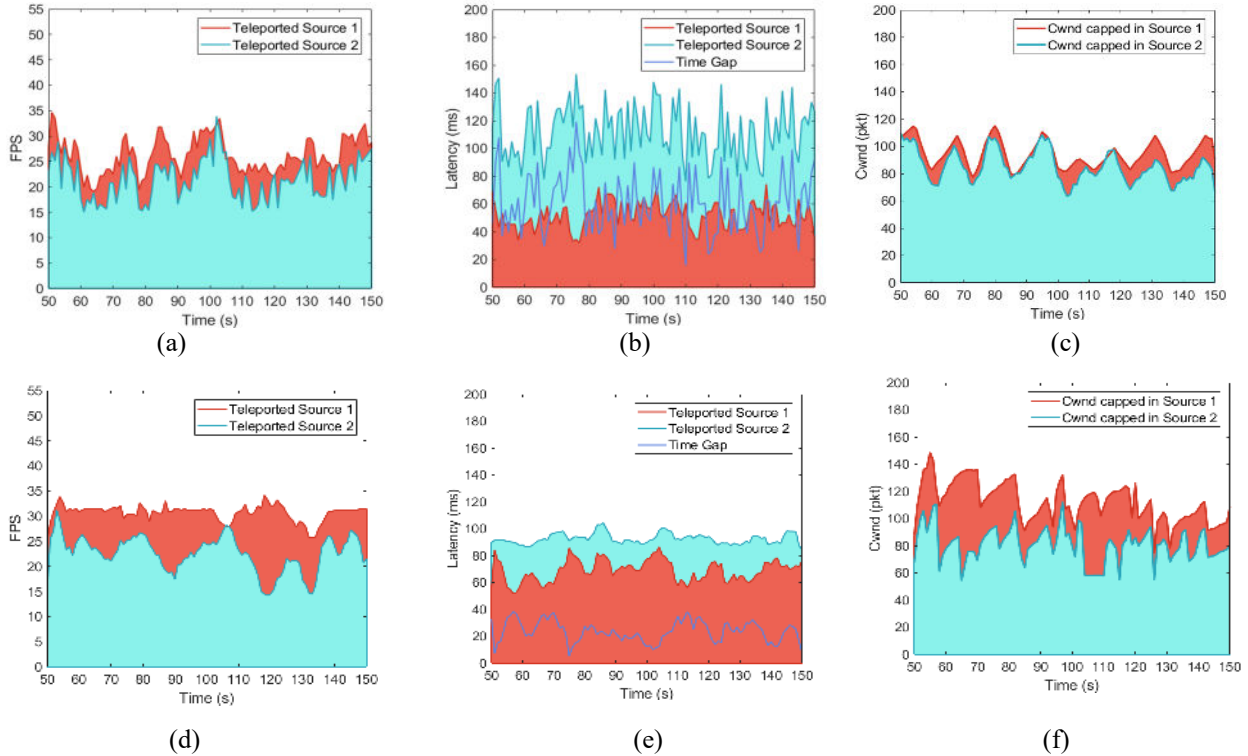 55
50
45
40
35
30
25
20
15
10
5
0
FPS
Teleported Source 1
Teleported Source 2
50 60 70 80 90 100 110 120 130 140 150
Time (s)
(a)
200
180
160
140
120
100
80
60
40
20
0
Latency (ms)
Teleported Source 1
Teleported Source 2
Time Gap
50 60 70 80 90 100 110 120 130 140 150
Time (s)
(b)
200
180
160
140
120
100
80
60
40
20
0
Cwnd (pkt)
Cwnd capped in Source 1
Cwnd capped in Source 2
50 60 70 80 90 100 110 120 130 140 150
Time (s)
(c)
55
50
45
40
35
30
25
20
15
10
5
0
FPS
Teleported Source 1
Teleported Source 2
50 60 70 80 90 100 110 120 130 140 150
Time (s)
(d)
200
180
160
140
120
100
80
60
40
20
0
Latency (ms)
Teleported Source 1
Teleported Source 2
Time Gap
50 60 70 80 90 100 110 120 130 140 150
Time (s)
(e)
200
180
160
140
120
100
80
60
40
20
0
Cwnd (pkt)
Cwnd capped in Source 1
Cwnd capped in Source 2
50 60 70 80 90 100 110 120 130 140 150
Time (s)
(f)